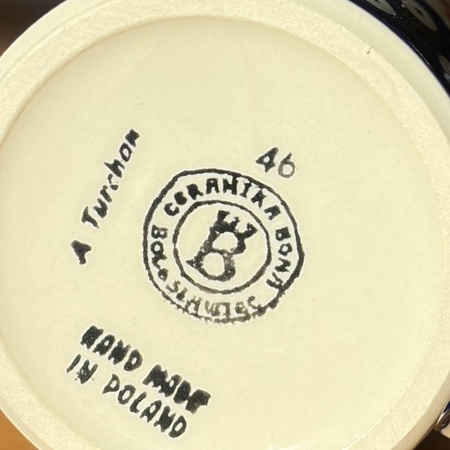 A Turchan
46
CERAMIKA BONA
BOLESŁAWIEC
B
HAND MADE
IN POLAND